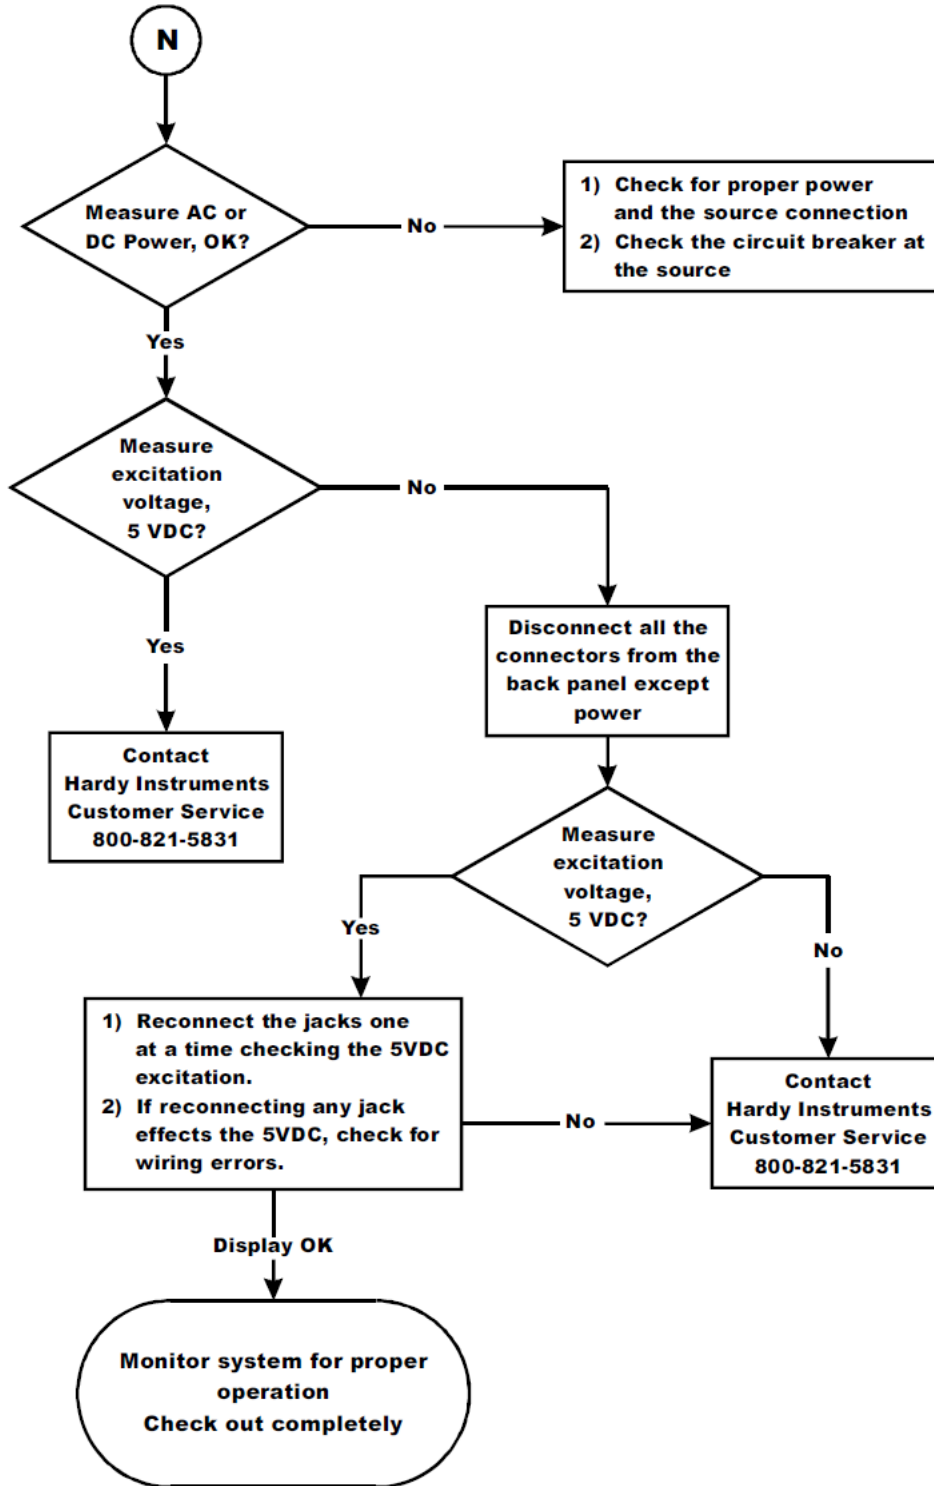 N
Measure AC or
DC Power, OK?
No
1) Check for proper power
and the source connection
2) Check the circuit breaker at
the source
Yes
Measure
excitation
voltage,
5 VDC?
No
Yes
Disconnect all the
connectors from the
back panel except
power
Contact
Hardy Instruments
Customer Service
800-821-5831
Measure
excitation
voltage,
5 VDC?
Yes
No
1) Reconnect the jacks one
at a time checking the 5VDC
excitation.
2) If reconnecting any jack
effects the 5VDC, check for
wiring errors.
No
Contact
Hardy Instruments
Customer Service
800-821-5831
Display OK
Monitor system for proper
operation
Check out completely